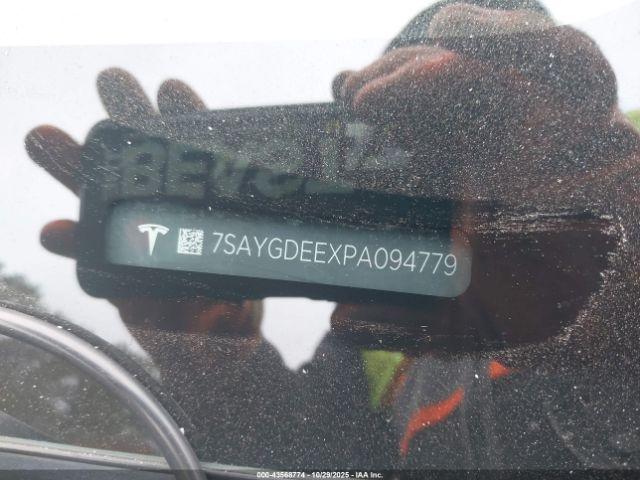 7SAYGDEEXPA094779
000-43568774 - 10/29/2025 - IAA Inc.